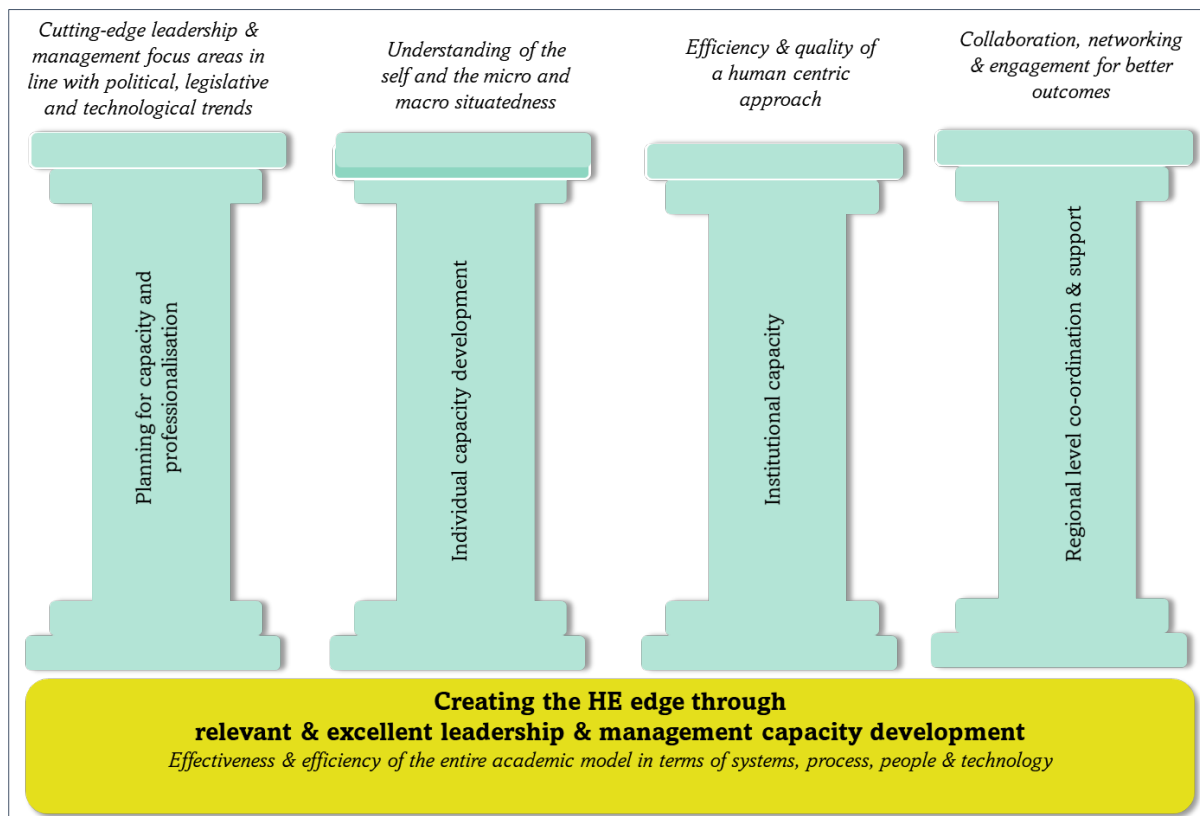 Cutting-edge leadership &
management focus areas in
line with political, legislative
and technological trends
Understanding of the
self and the micro and
macro situatedness
Efficiency & quality of
a human centric
approach
Collaboration, networking
& engagement for better
outcomes
Planning for capacity and
professionalisation
Individual capacity development
Institutional capacity
Regional level co-ordination & support
Creating the HE edge through
relevant & excellent leadership & management capacity development
Effectiveness & efficiency of the entire academic model in terms of systems, process, people & technology